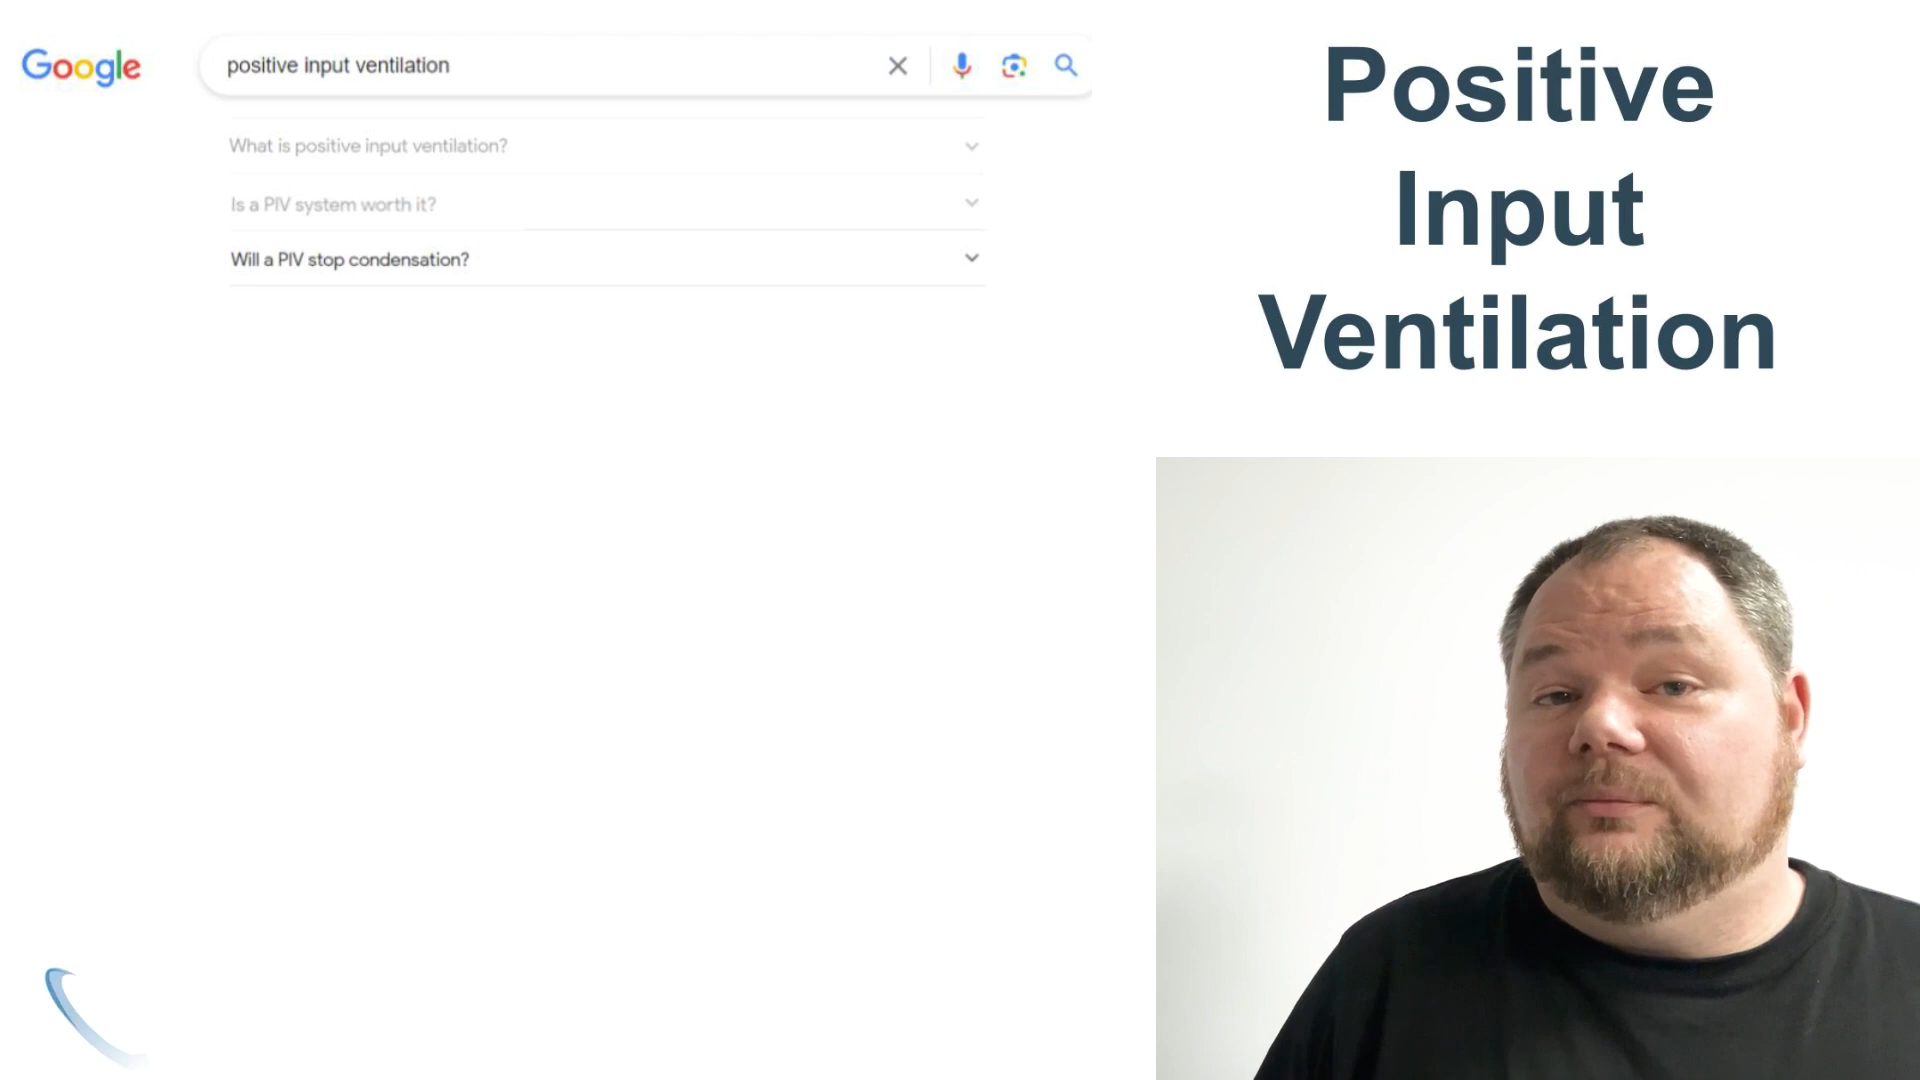 Google
positive input ventilation
What is positive input ventilation?
Is a PIV system worth it?
Will a PIV stop condensation?
Positive
Input
Ventilation